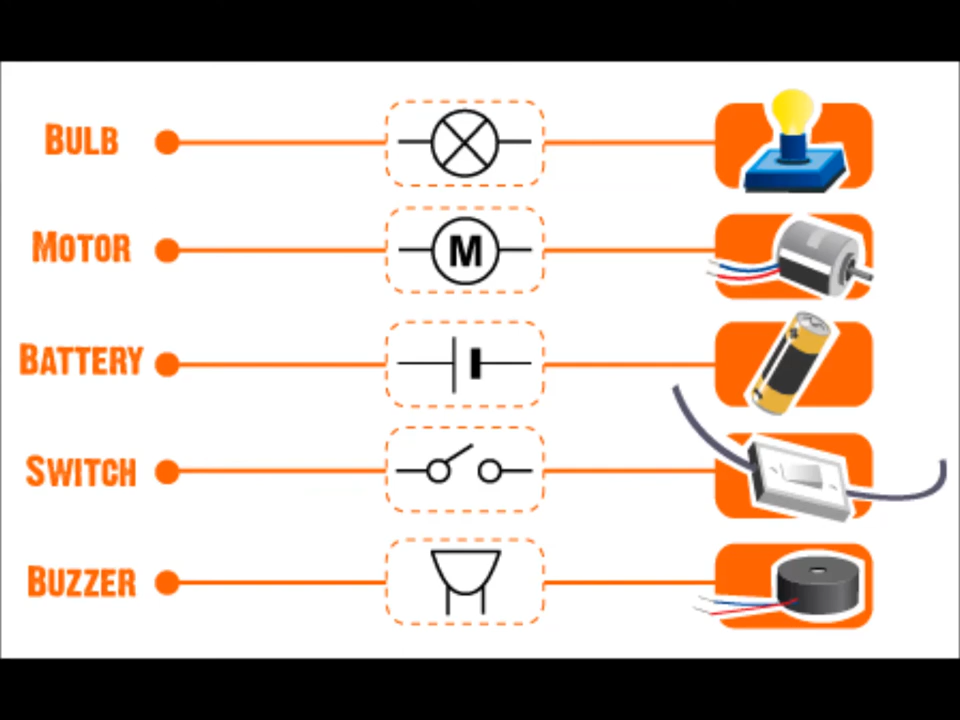 BULB
MOTOR
M
BATTERY
SWITCH
BUZZER